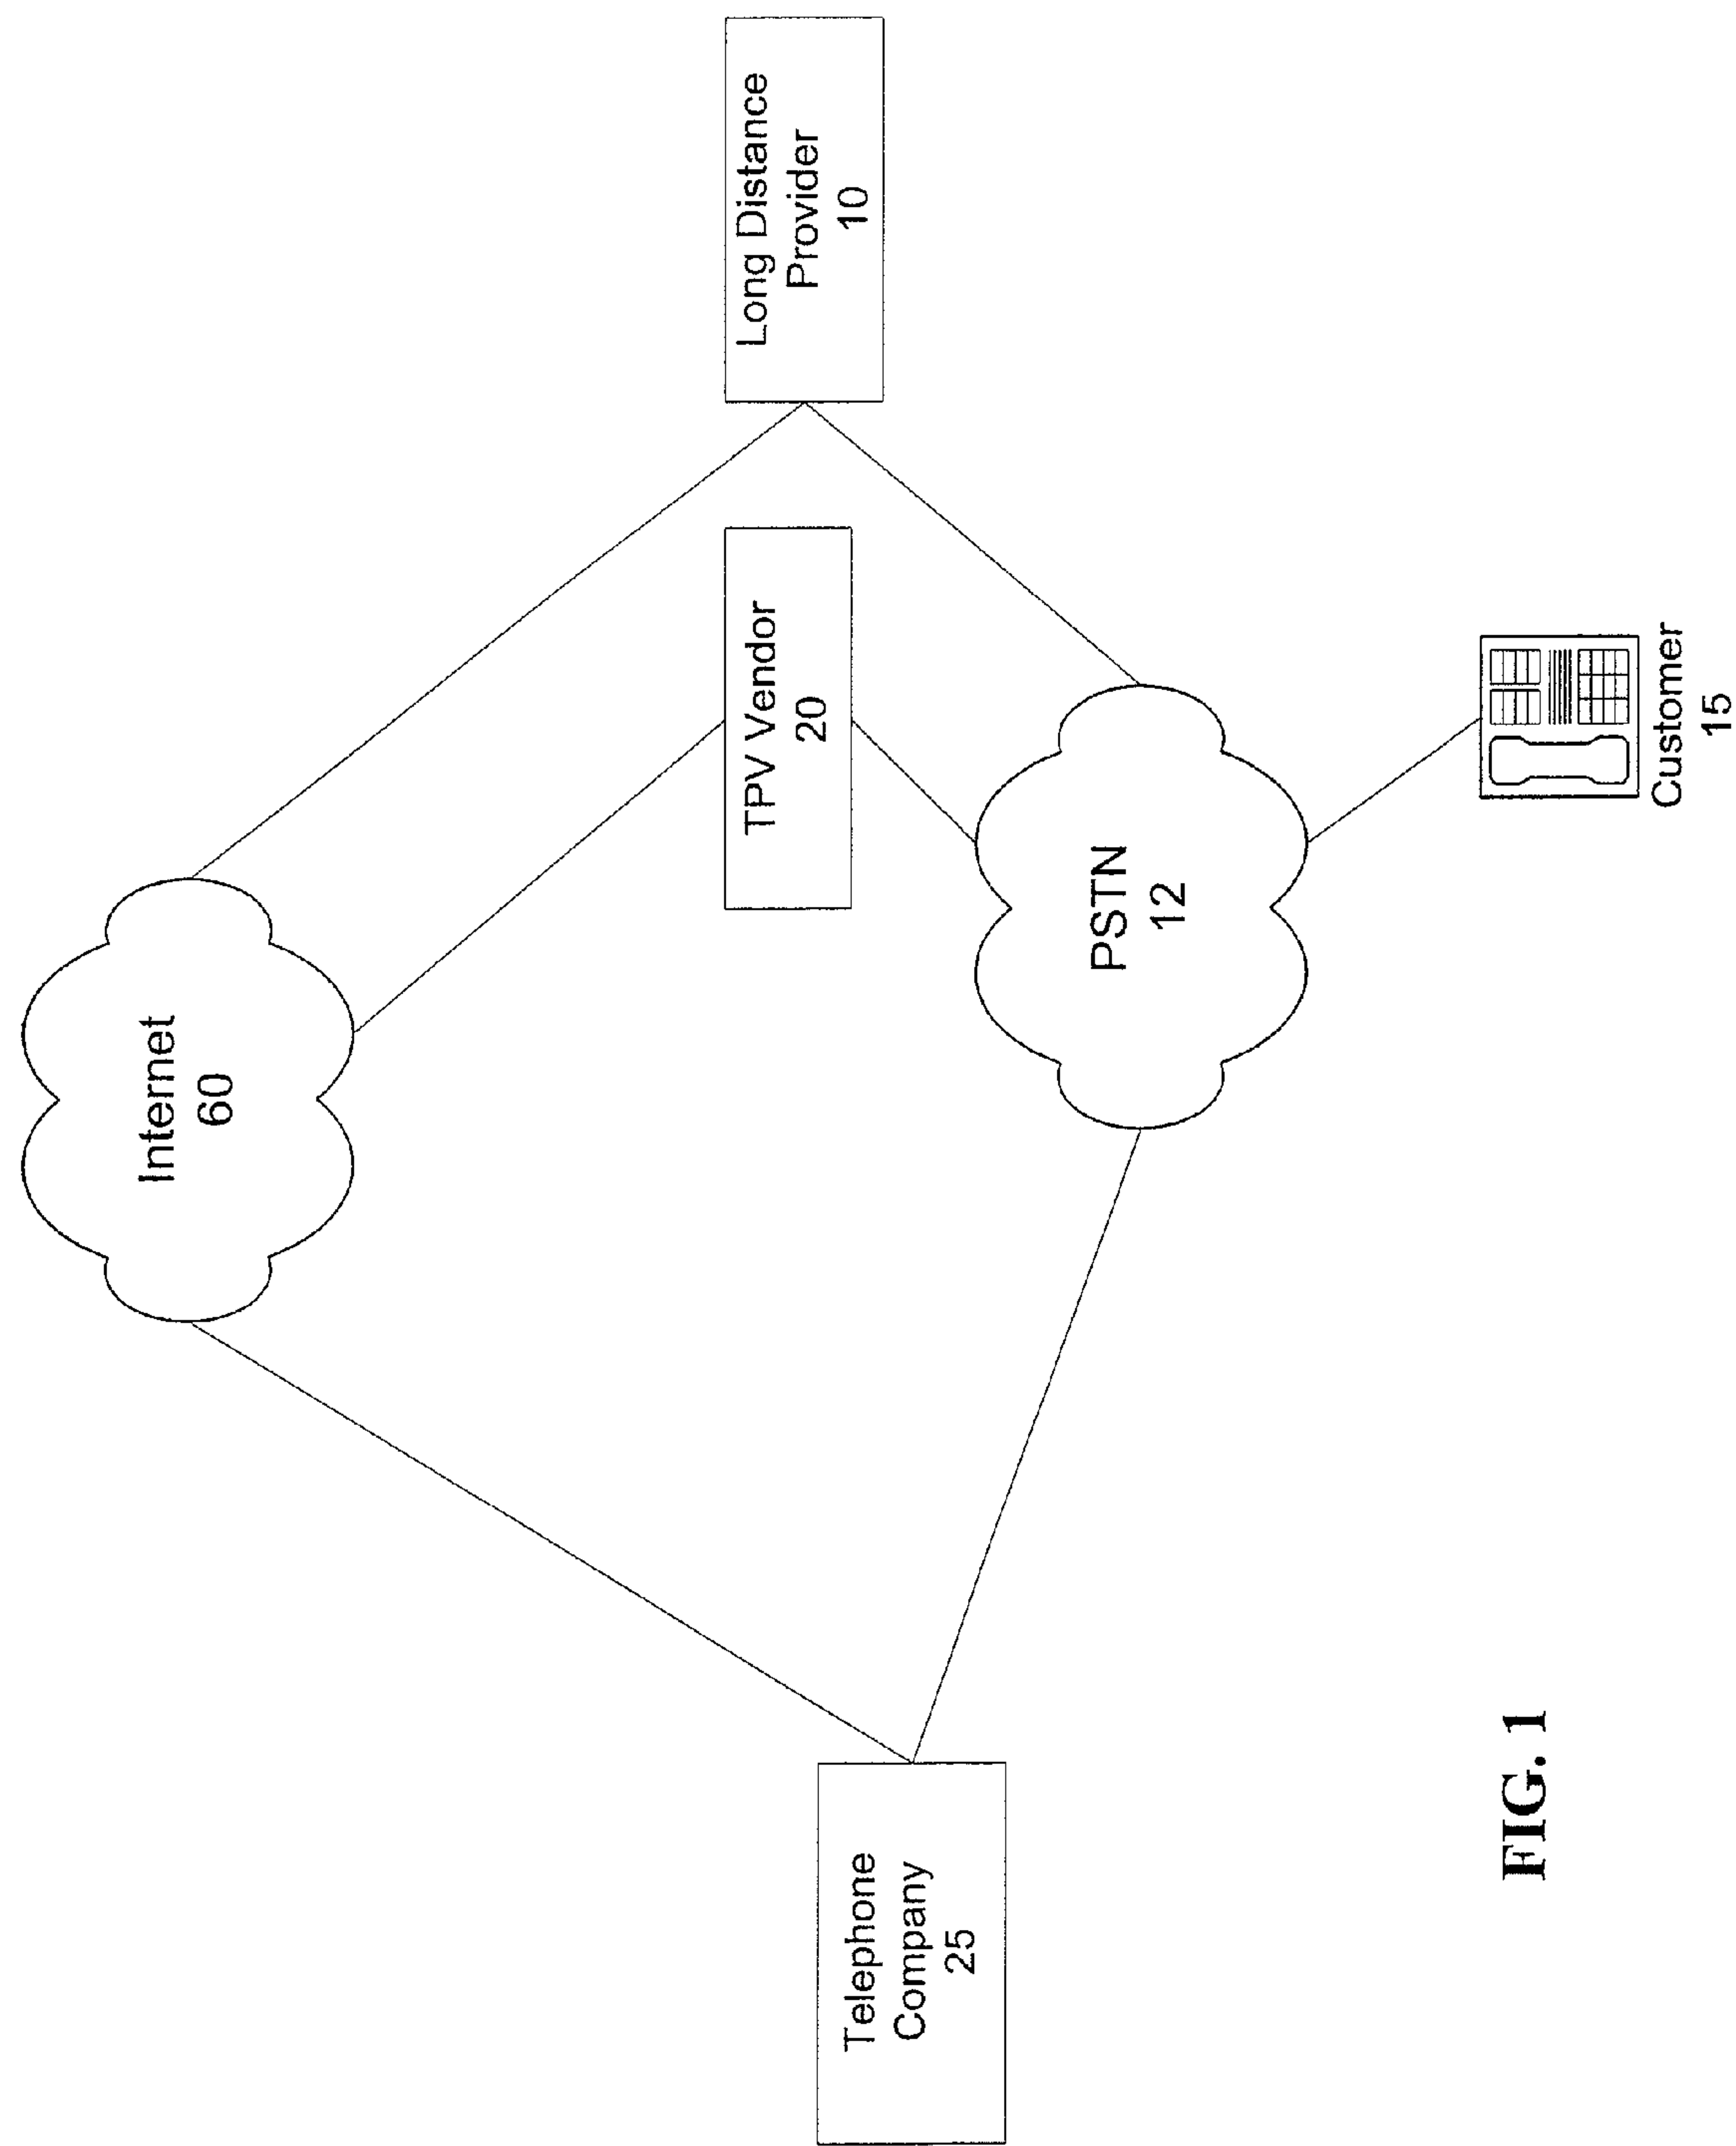 Internet
60
Telephone
Company
25
TPV Vendor
20
Long Distance
Provider
10
PSTN
12
Customer
15
FIG. 1